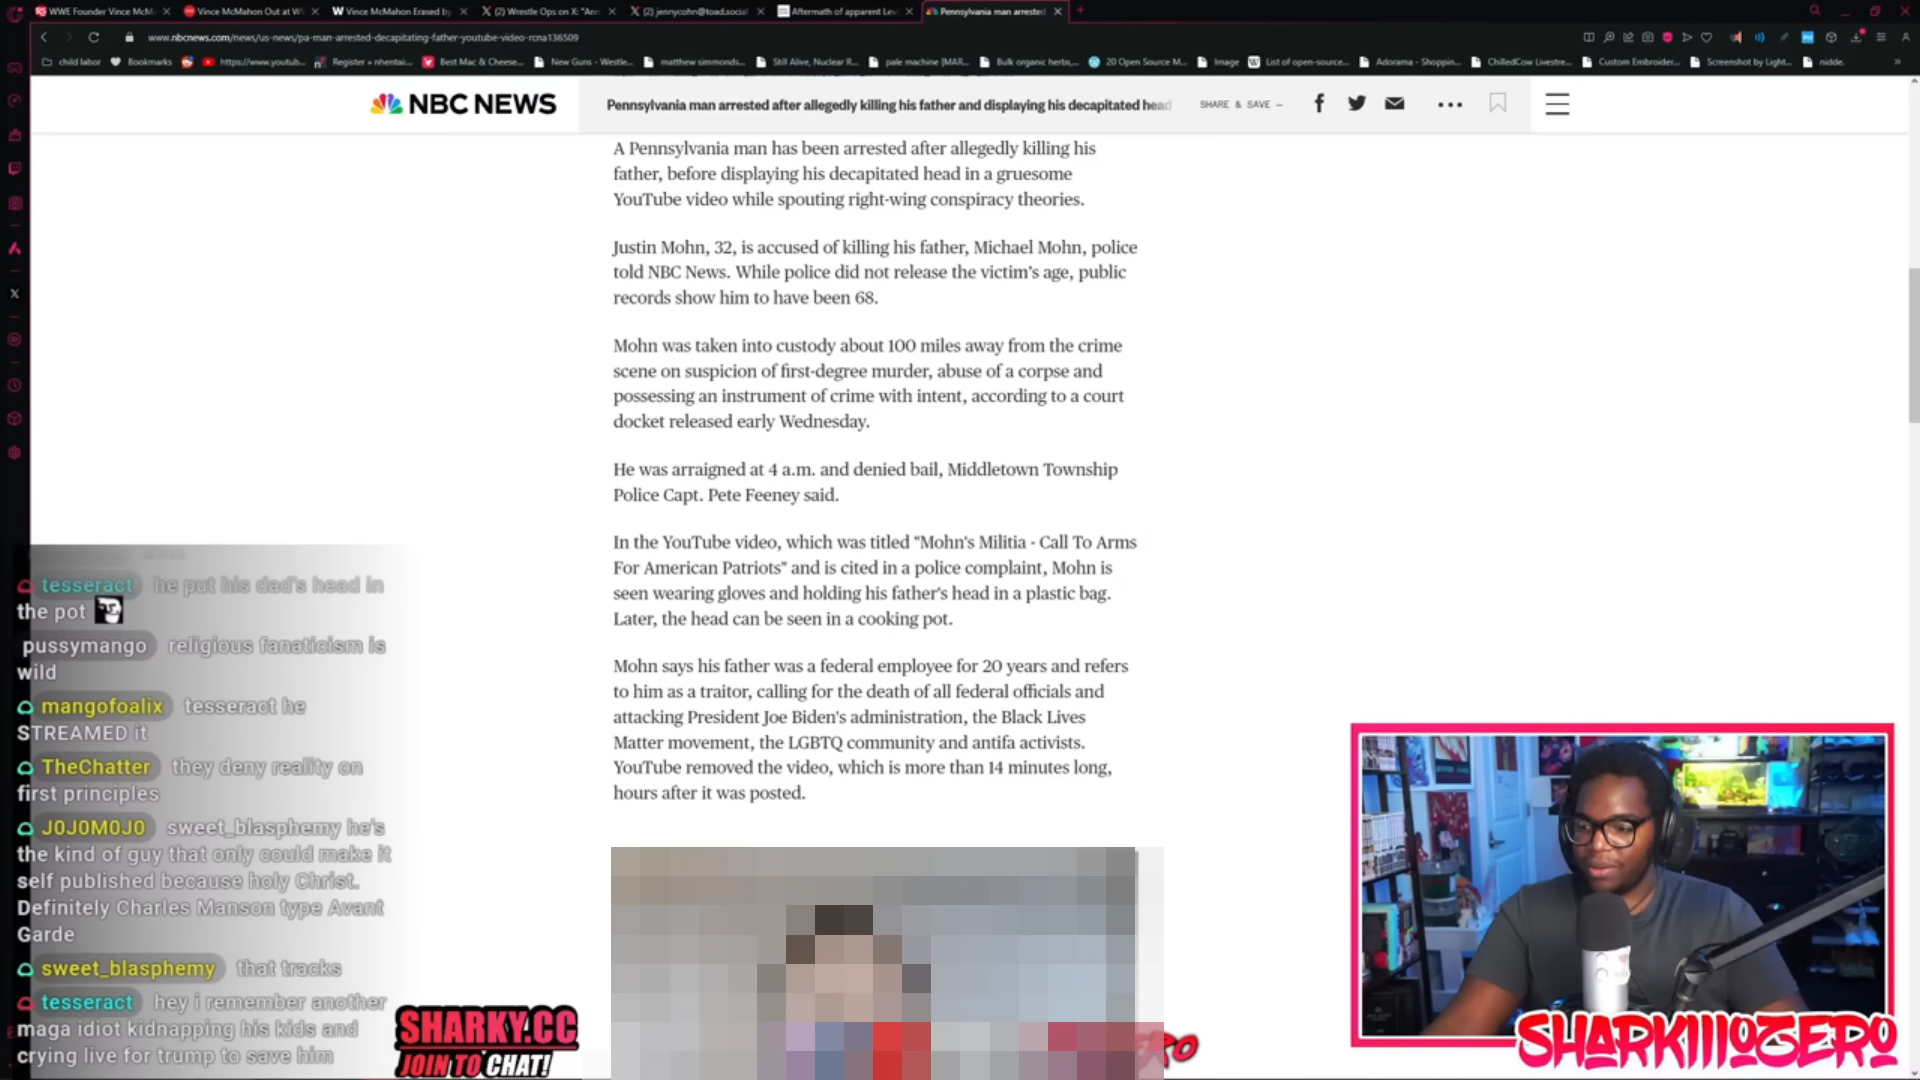 WWE Founder Vince McM
Vince McMahon Out at W
Vince McMahon Erased by
(2) Wrestle Ops on X: "An
(2) jennycohn@toad.social
Aftermath of apparent Lev
Pennsylvania man arrested
www.nbcnews.com/news/us-news/pa-man-arrested-decapitating-father-youtube-video-rcna136509
child labor
Bookmarks
https://www.youtub...
Register « nhentai...
Best Mac & Cheese...
New Guns - Westle...
matthew simmonds...
Still Alive, Nuclear R...
pale machine [MAR...
Bulk organic herbs,...
20 Open Source M...
Image
List of open-source...
Adorama - Shoppin...
ChilledCow Livestre...
Custom Embroider...
Screenshot by Light...
nidde.
NBC NEWS
Pennsylvania man arrested after allegedly killing his father and displaying his decapitated head
SHARE & SAVE —
A Pennsylvania man has been arrested after allegedly killing his
father, before displaying his decapitated head in a gruesome
YouTube video while spouting right-wing conspiracy theories.
Justin Mohn, 32, is accused of killing his father, Michael Mohn, police
told NBC News. While police did not release the victim's age, public
records show him to have been 68.
Mohn was taken into custody about 100 miles away from the crime
scene on suspicion of first-degree murder, abuse of a corpse and
possessing an instrument of crime with intent, according to a court
docket released early Wednesday.
He was arraigned at 4 a.m. and denied bail, Middletown Township
Police Capt. Pete Feeney said.
In the YouTube video, which was titled "Mohn's Militia - Call To Arms
For American Patriots" and is cited in a police complaint, Mohn is
seen wearing gloves and holding his father's head in a plastic bag.
Later, the head can be seen in a cooking pot.
Mohn says his father was a federal employee for 20 years and refers
to him as a traitor, calling for the death of all federal officials and
attacking President Joe Biden's administration, the Black Lives
Matter movement, the LGBTQ community and antifa activists.
YouTube removed the video, which is more than 14 minutes long,
hours after it was posted.
tesseract he put his dad's head in
the pot
pussymango religious fanaticism is
wild
mangofoalix tesseract he
STREAMED it
TheChatter they deny reality on
first principles
J0J0M0J0 sweet_blasphemy he's
the kind of guy that only could make it
self published because holy Christ.
Definitely Charles Manson type Avant
Garde
sweet_blasphemy that tracks
tesseract hey i remember another
maga idiot kidnapping his kids and
crying live for trump to save him
SHARKY.CC
JOIN TO CHAT!
SHARKIIIOZERO